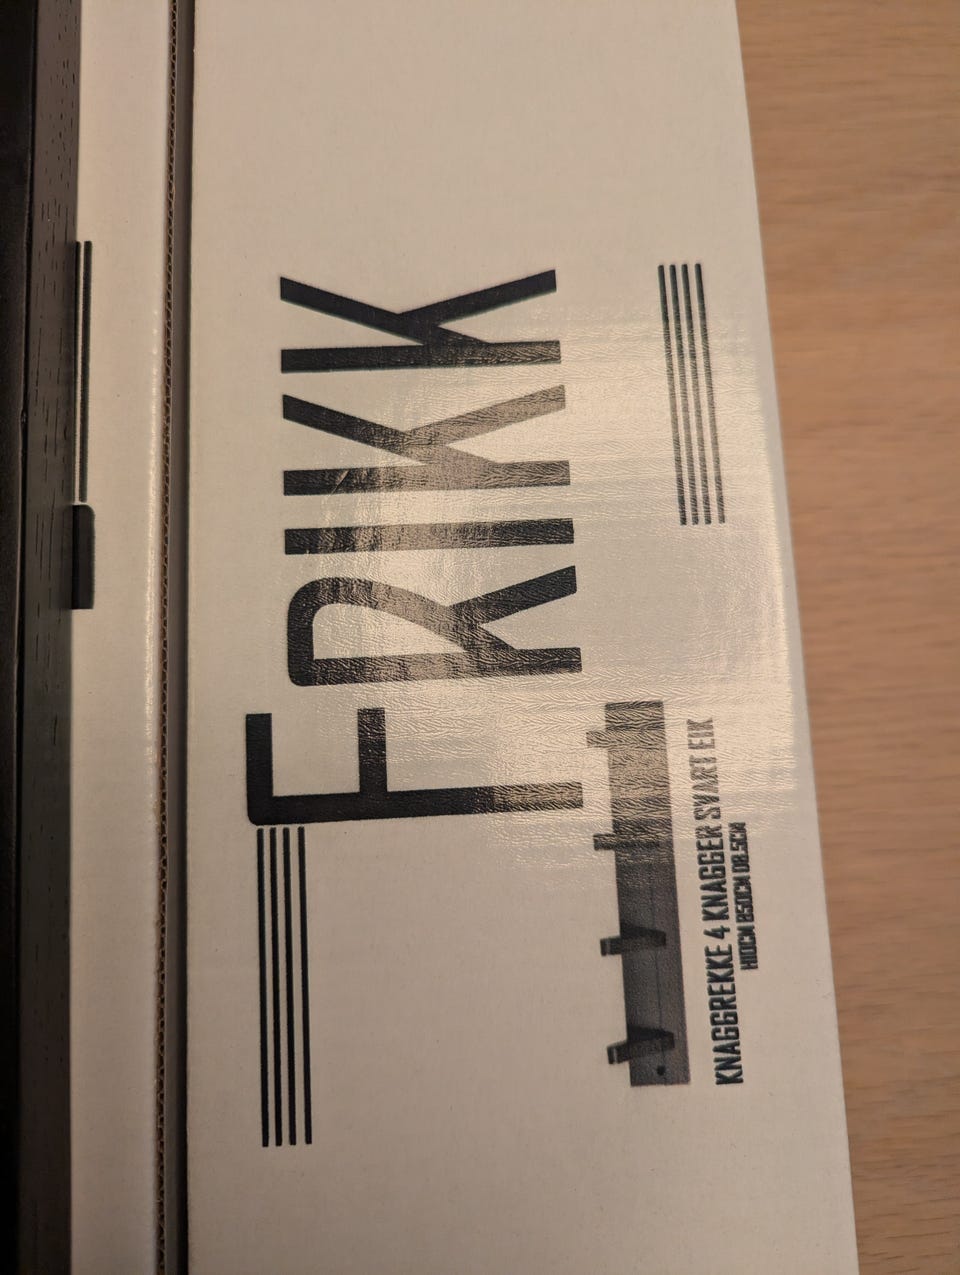 FRIKK
KNAGGREKKE 4 KNAGGER SVART EIK
H10CM B50CM D8.5CM